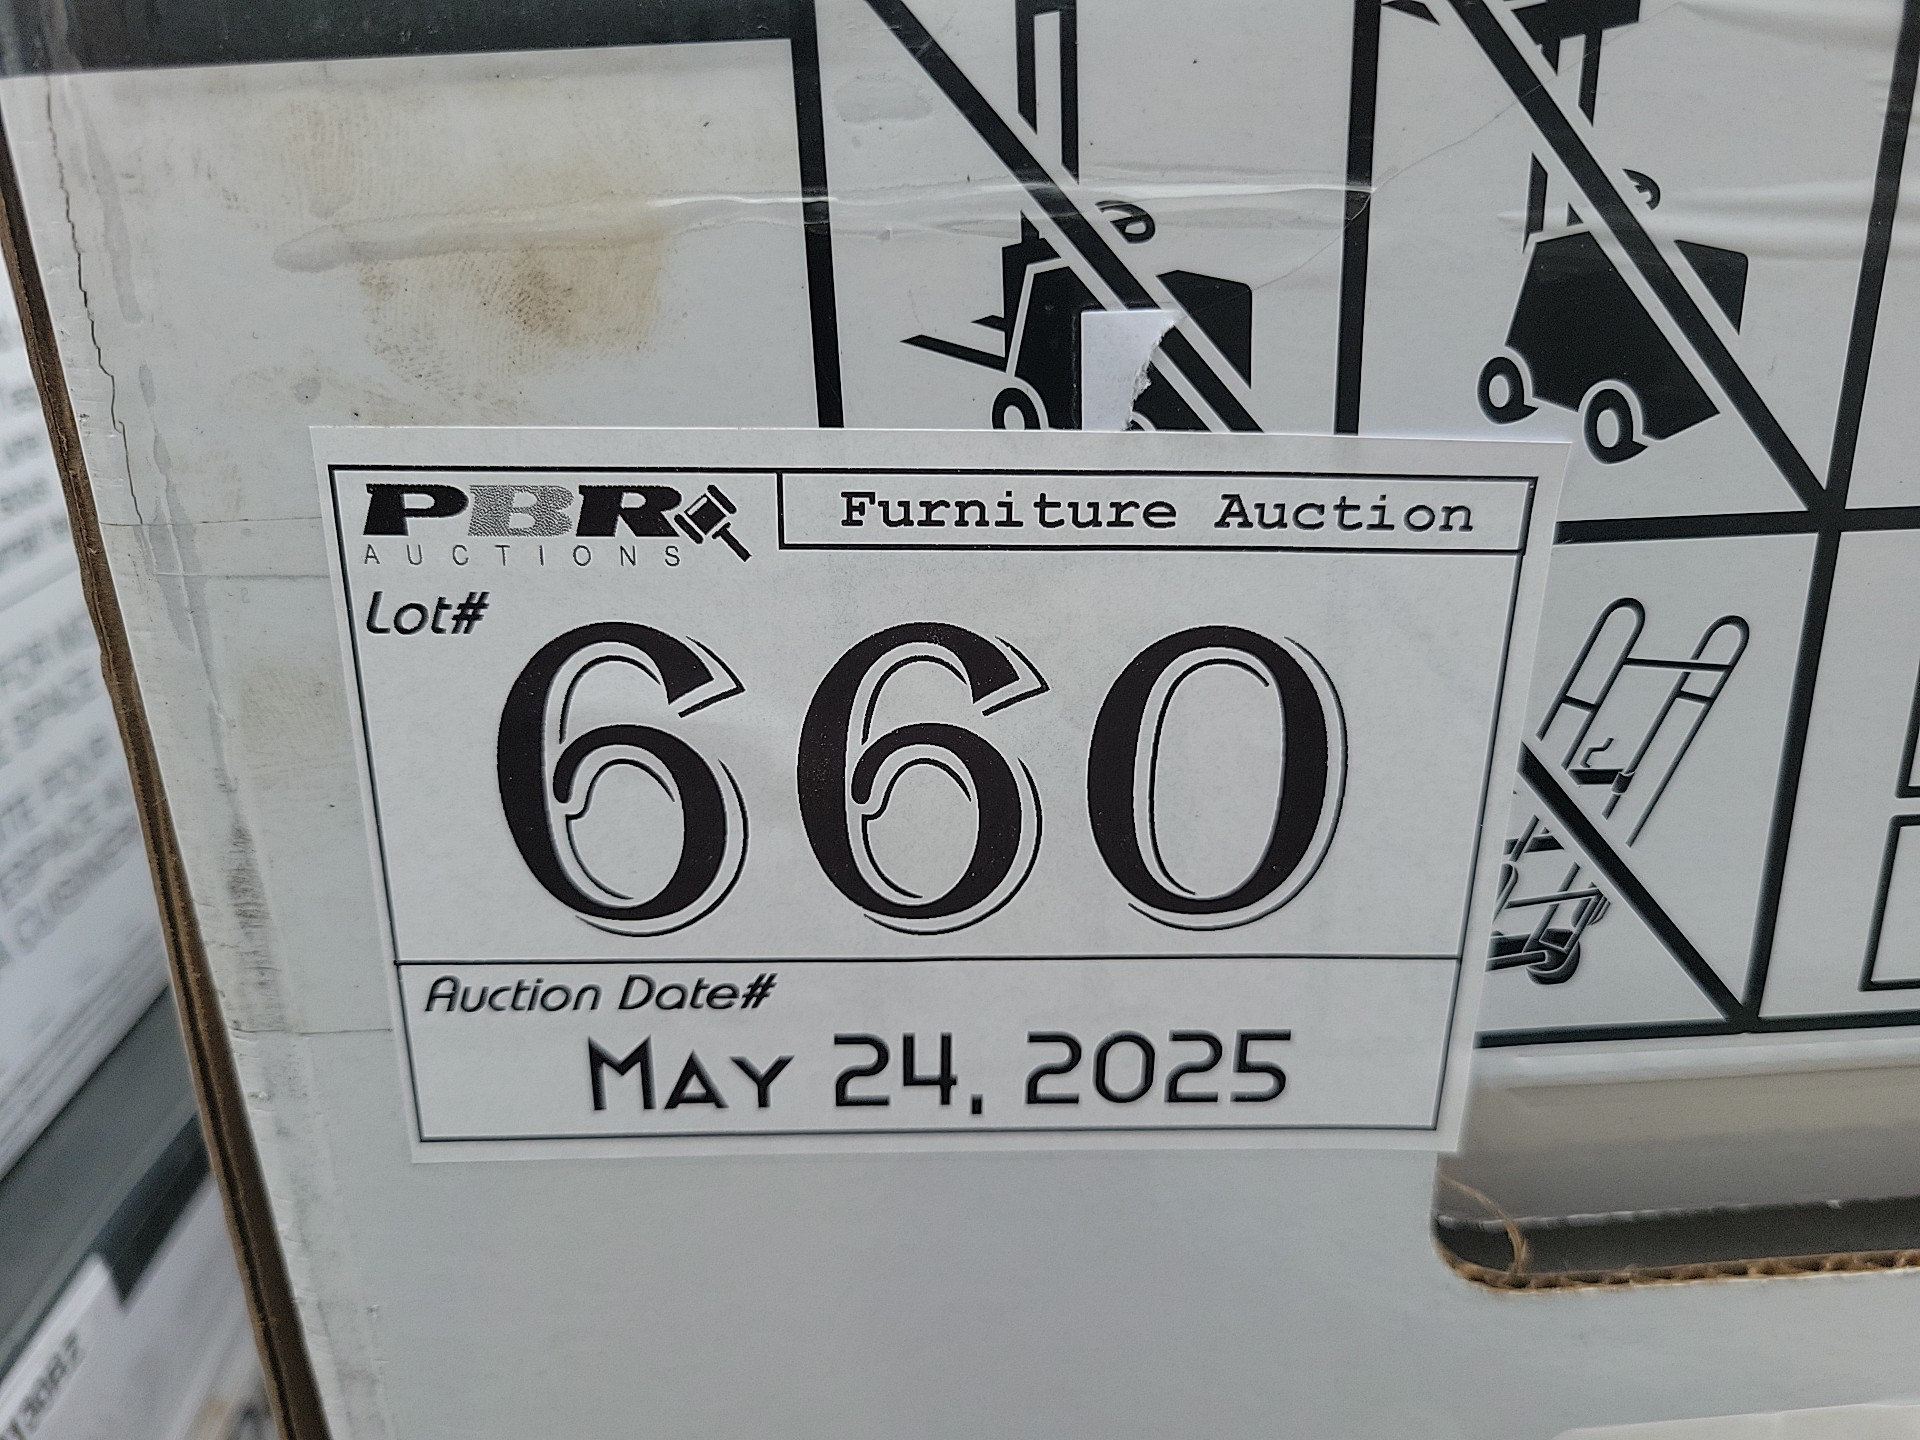 PBR
AUCTIONS
Furniture Auction
Lot#
660
Auction Date#
May 24, 2025